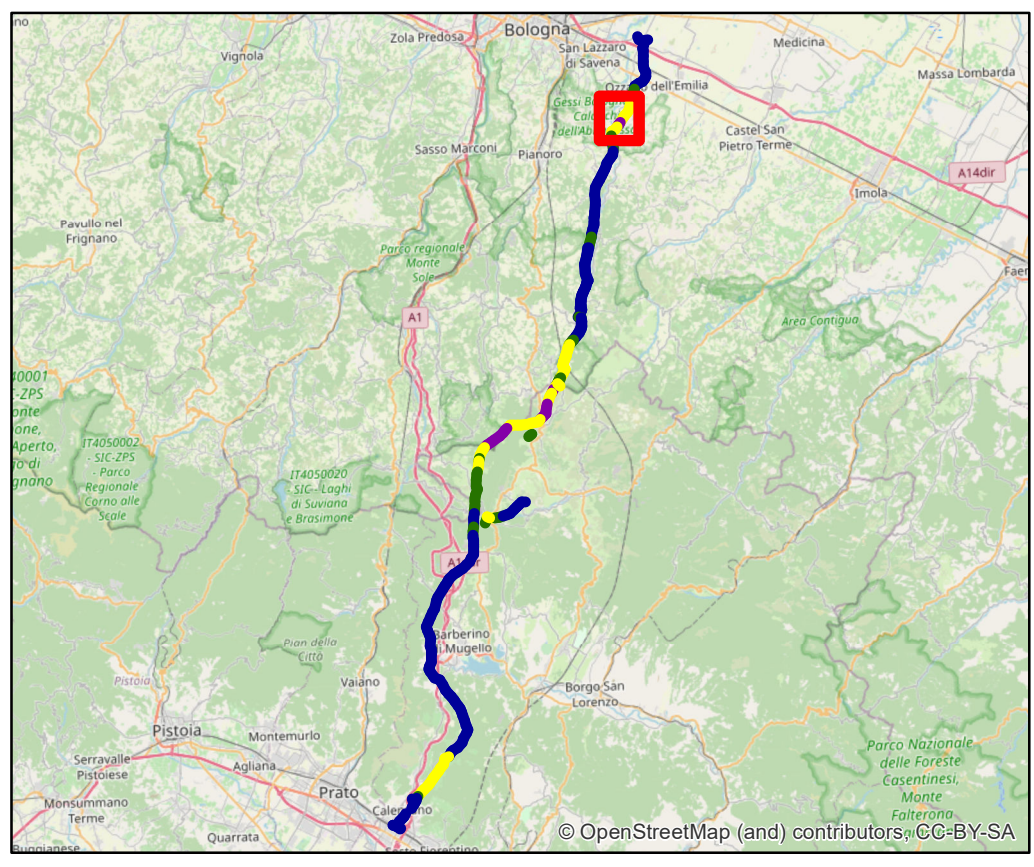 no
Zola Predosa
Bologna
San Lazzaro
di Savena
Medicina
Vignola
Massa Lombarda
dell'Emilia
Castel San
Pietro Terme
Sasso Marconi
Pianoro
A14dir
Imola
Pavullo nel
Frignano
Parco regionale
Monte
Sole
A1
Area Contigua
IT4050002
- SIC-ZPS
- Parco
Regionale
Corno alle
Scale
IT4050020
- SIC - Laghi
di Suviana
e Brasimone
Barberino
di Mugello
Pian della
Città
Pistoia
Vaiano
Borgo San
Lorenzo
Pistoia
Montemurlo
Serravalle
Pistoiese
Agliana
Prato
Parco Nazionale
delle Foreste
Casentinesi,
Monte
Falterona
Monsummano
Terme
Quarrata
© OpenStreetMap (and) contributors, CC-BY-SA